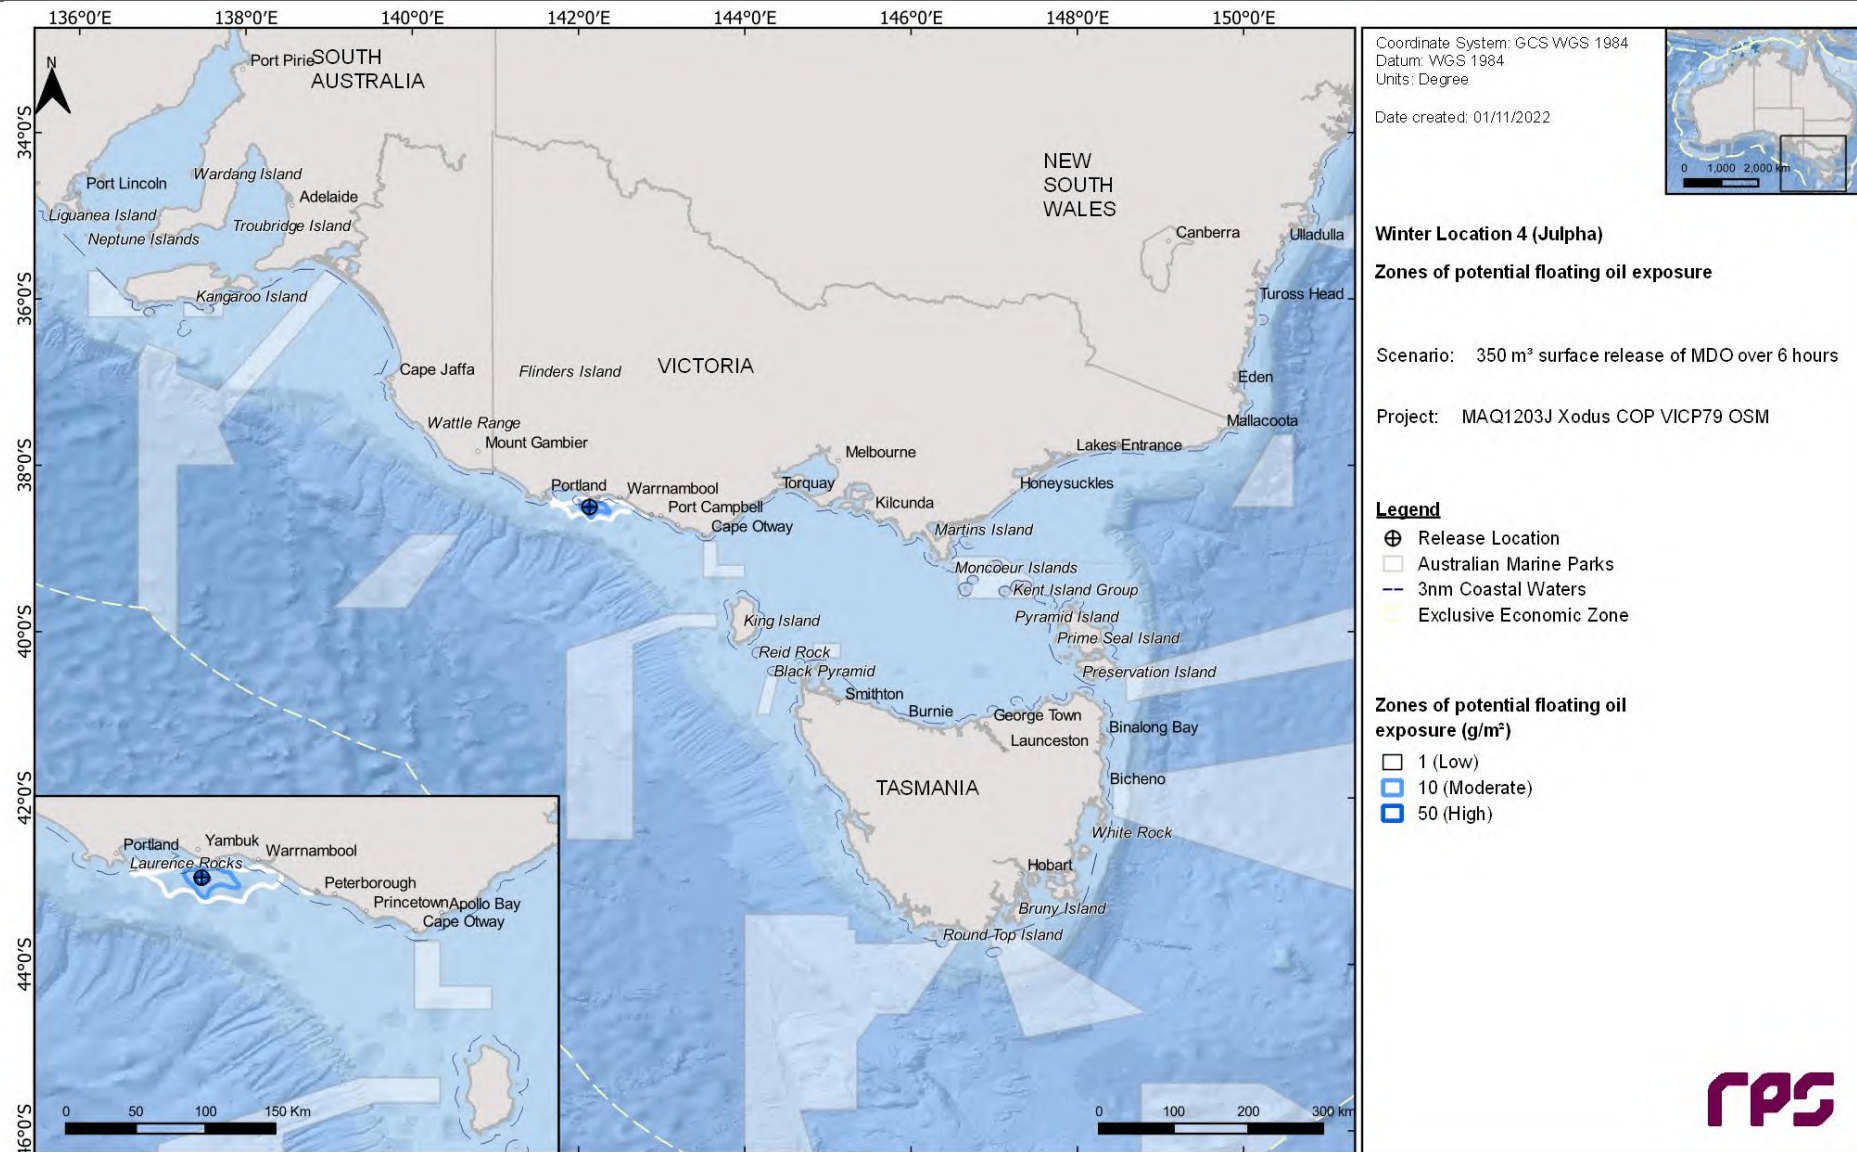 136°0'E 138°0'E 140°0'E 142°0'E 144°0'E 146°0'E 148°0'E 150°0'E
34°0'S
36°0'S
38°0'S
40°0'S
42°0'S
44°0'S
N
Port Pirie
SOUTH
AUSTRALIA
NEW
SOUTH
WALES
Wardang Island
Port Lincoln
Adelaide
Liguanea Island
Troubridge Island
Neptune Islands
Canberra
Ulladulla
Kangaroo Island
Tuross Head
Cape Jaffa
Flinders Island
VICTORIA
Eden
Wattle Range
Mount Gambier
Mallacoota
Lakes Entrance
Melbourne
Portland
Warrnambool
Torquay
Honeysuckles
Port Campbell
Kilcunda
Cape Otway
Martins Island
Moncoeur Islands
Kent Island Group
King Island
Pyramid Island
Prime Seal Island
Reid Rock
Black Pyramid
Preservation Island
Smithton
Burnie
George Town
Binalong Bay
Launceston
Bicheno
TASMANIA
White Rock
Hobart
Bruny Island
Round Top Island
0 100 200 300 km
Portland
Yambuk
Warrnambool
Laurence Rocks
Peterborough
Princetown
Apollo Bay
Cape Otway
0 50 100 150 Km
Coordinate System: GCS WGS 1984
Datum: WGS 1984
Units: Degree
Date created: 01/11/2022
0 1,000 2,000 km
Winter Location 4 (Julpha)
Zones of potential floating oil exposure
Scenario: 350 m³ surface release of MDO over 6 hours
Project: MAQ1203J Xodus COP VICP79 OSM
Legend
Release Location
Australian Marine Parks
3nm Coastal Waters
Exclusive Economic Zone
Zones of potential floating oil
exposure (g/m²)
1 (Low)
10 (Moderate)
50 (High)
rps